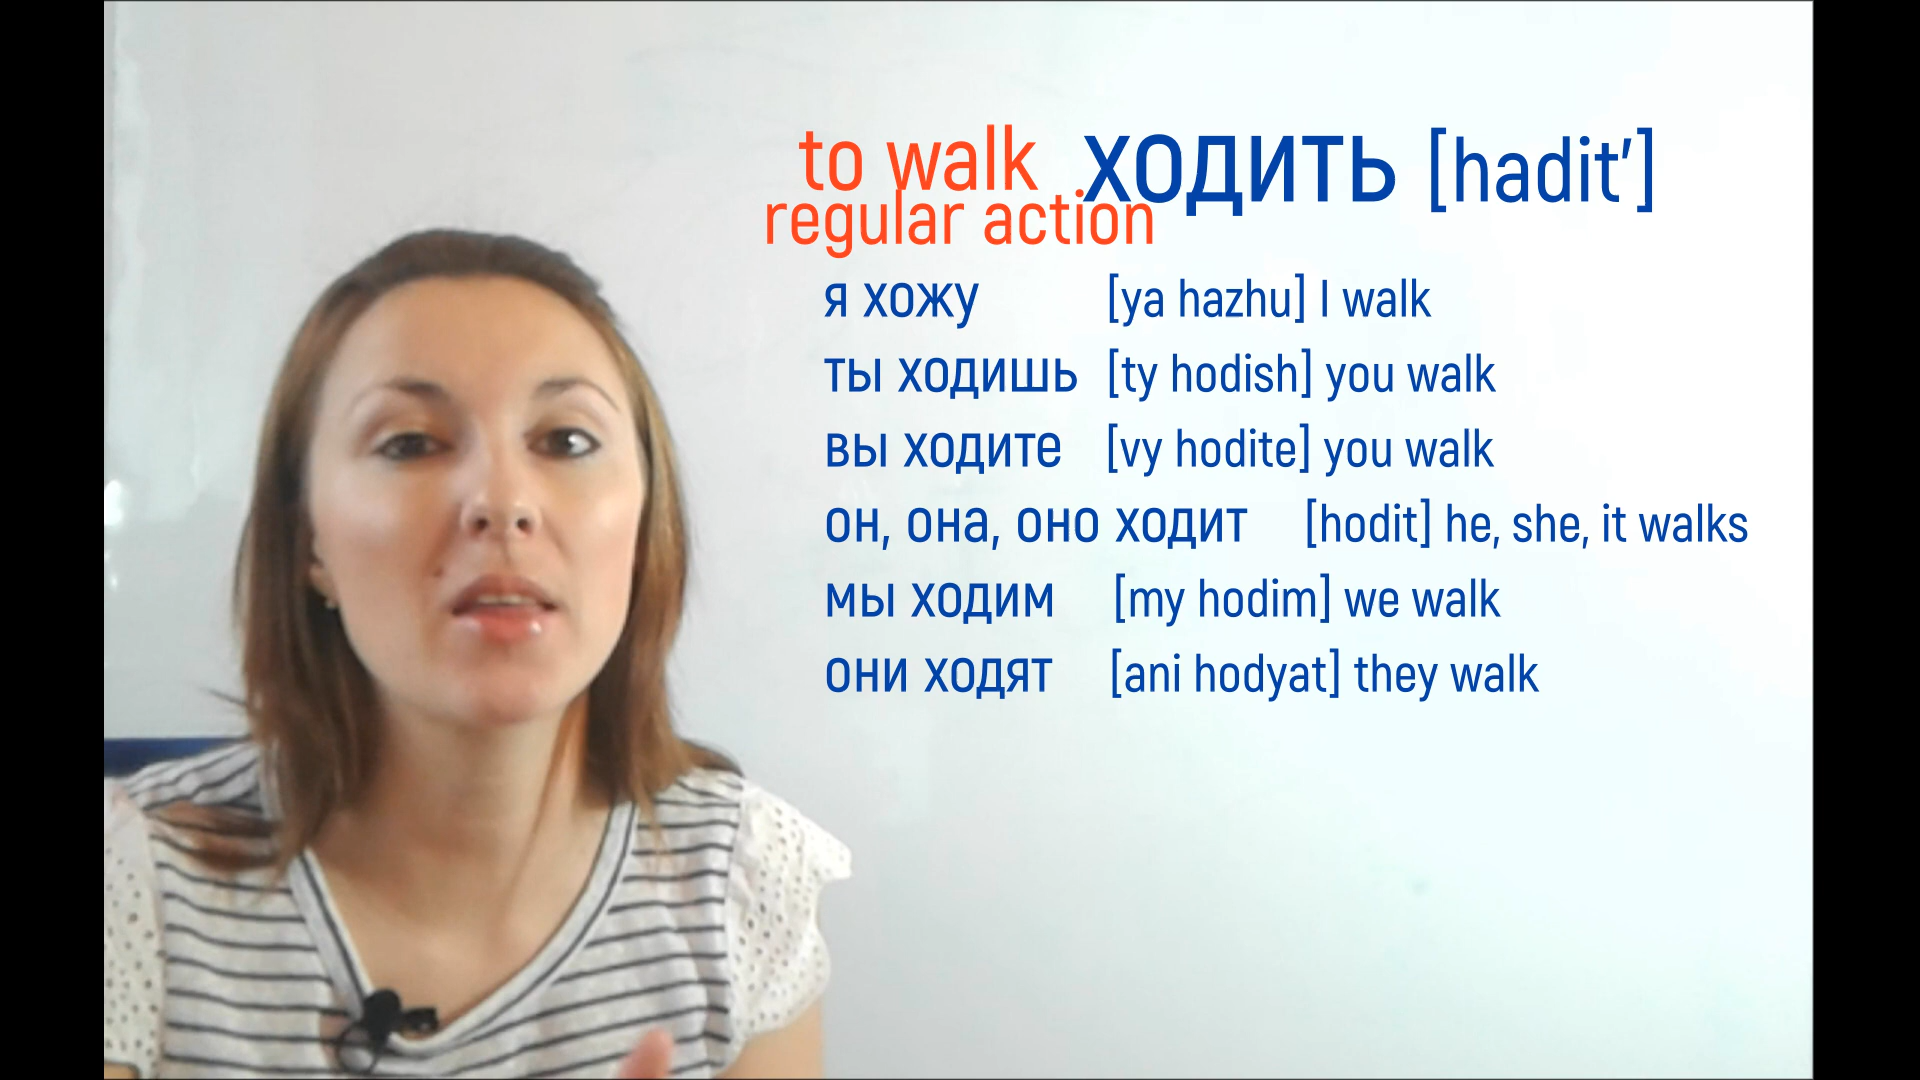 to walk ХОДИТЬ [hadit']
regular action
я хожу [ya hazhu] I walk
ты ходишь [ty hodish] you walk
вы ходите [vy hodite] you walk
он, она, оно ходит [hodit] he, she, it walks
мы ходим [my hodim] we walk
они ходят [ani hodyat] they walk